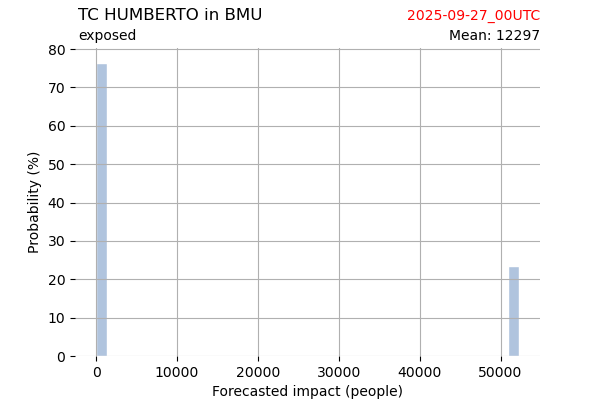 TC HUMBERTO in BMU
2025-09-27_00UTC
exposed
Mean: 12297
80
70
60
50
40
30
20
10
0
Probability (%)
0 10000 20000 30000 40000 50000
Forecasted impact (people)